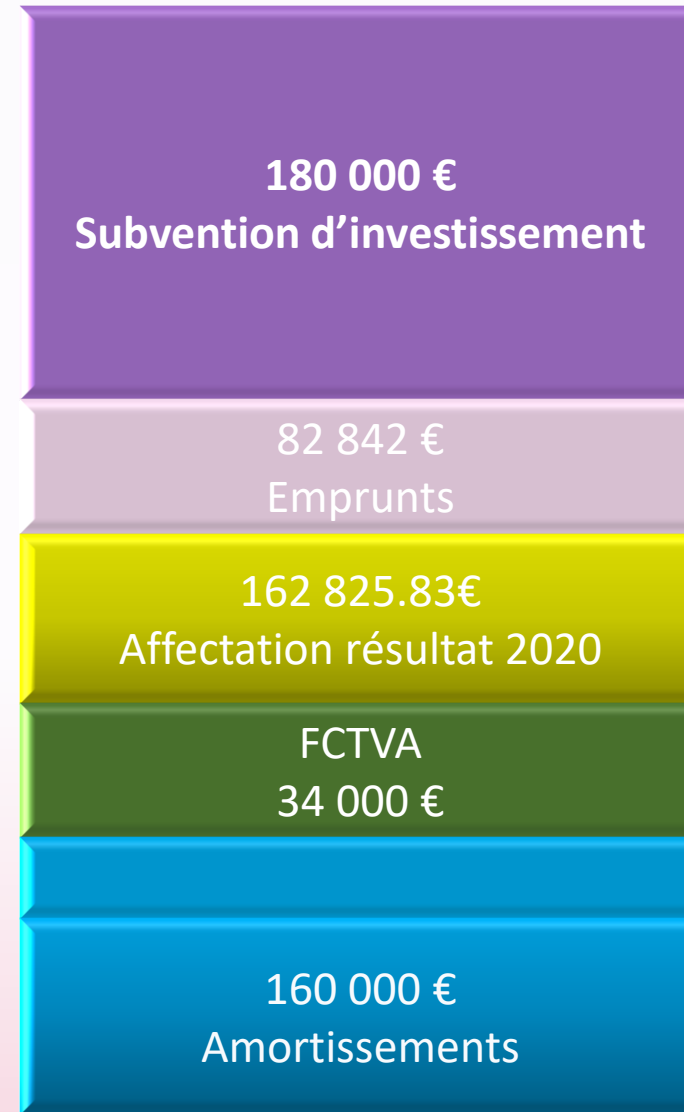 180 000 €
Subvention d’investissement
82 842 €
Emprunts
162 825.83€
Affectation résultat 2020
FCTVA
34 000 €
160 000 €
Amortissements